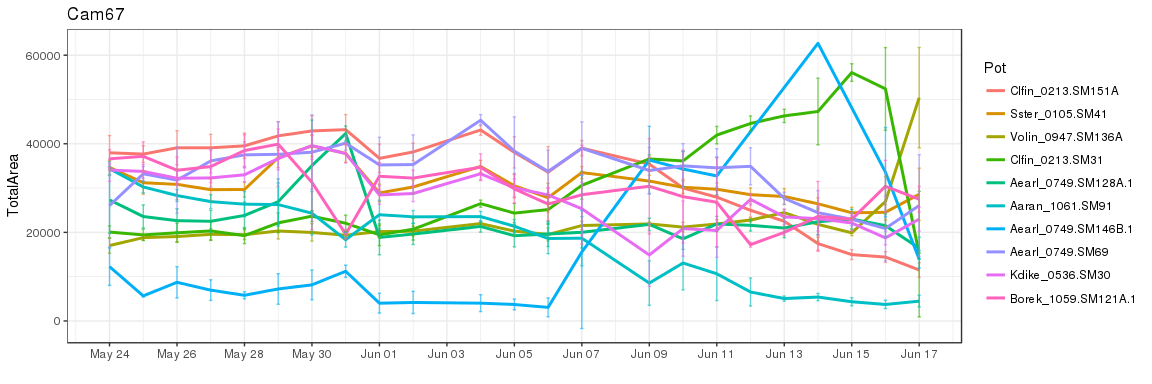 Cam67
TotalArea
60000
40000
20000
0
May 24
May 26
May 28
May 30
Jun 01
Jun 03
Jun 05
Jun 07
Jun 09
Jun 11
Jun 13
Jun 15
Jun 17
Pot
Clfin_0213.SM151A
Sster_0105.SM41
Volin_0947.SM136A
Clfin_0213.SM31
Aearl_0749.SM128A.1
Aaran_1061.SM91
Aearl_0749.SM146B.1
Aearl_0749.SM69
Kdike_0536.SM30
Borek_1059.SM121A.1